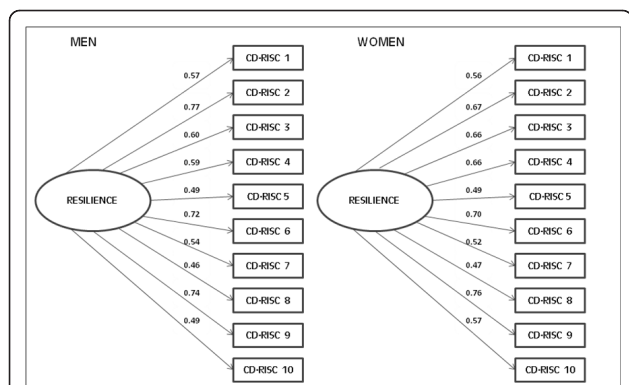 MEN
0.57
CD-RISC 1
0.77
CD-RISC 2
0.60
CD-RISC 3
0.59
CD-RISC 4
RESILIENCE
0.49
CD-RISC 5
0.72
CD-RISC 6
0.54
CD-RISC 7
0.46
CD-RISC 8
0.74
CD-RISC 9
0.49
CD-RISC 10
WOMEN
0.56
CD-RISC 1
0.67
CD-RISC 2
0.66
CD-RISC 3
0.66
CD-RISC 4
RESILIENCE
0.49
CD-RISC 5
0.70
CD-RISC 6
0.52
CD-RISC 7
0.47
CD-RISC 8
0.76
CD-RISC 9
0.57
CD-RISC 10